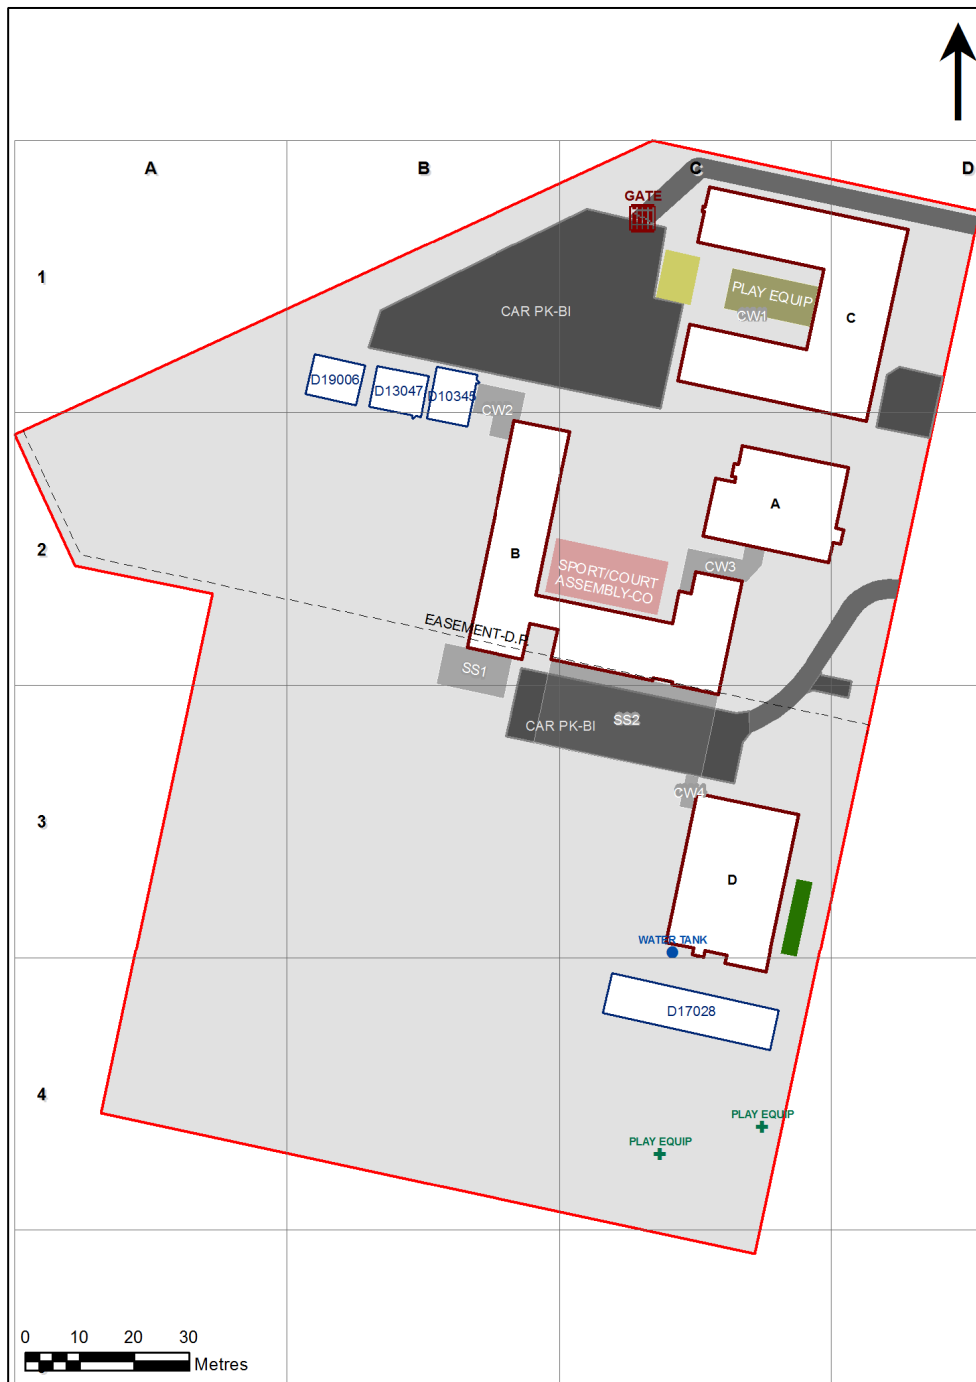 A
B
C
D
GATE
1
PLAY EQUIP
CAR PK-BI
CW1
C
D19006
D13047
D10345
CW2
A
2
B
SPORT/COURT
ASSEMBLY-CO
CW3
EASEMENT-D.R
SS1
SS2
CAR PK-BI
CW4
3
D
WATER TANK
D17028
4
PLAY EQUIP
PLAY EQUIP
0 10 20 30
Metres